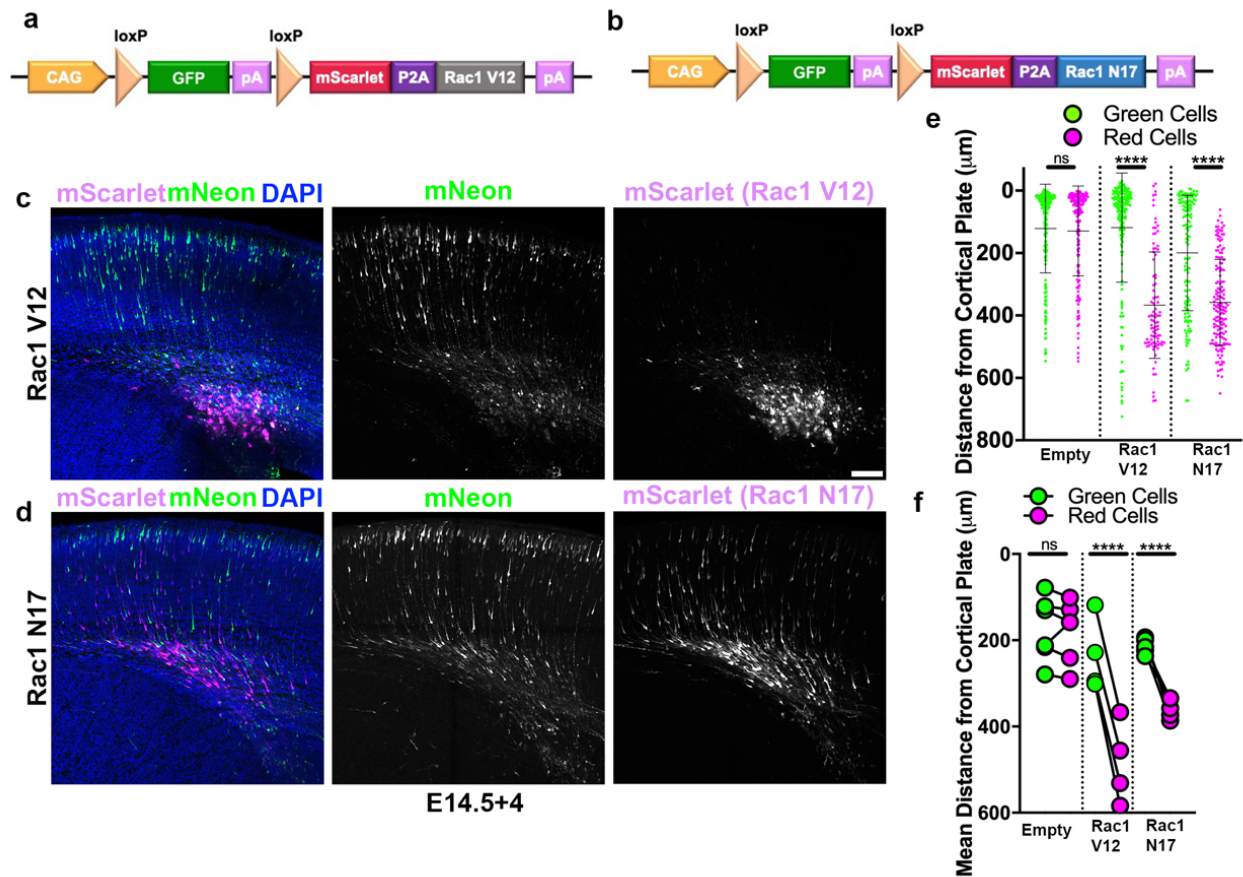 a
loxP
loxP
CAG
GFP
pA
mScarlet
P2A
Rac1 V12
pA
b
loxP
loxP
CAG
GFP
pA
mScarlet
P2A
Rac1 N17
pA
c
mScarlet mNeon DAPI
mNeon
mScarlet (Rac1 V12)
Rac1 V12
d
mScarlet mNeon DAPI
mNeon
mScarlet (Rac1 N17)
Rac1 N17
E14.5+4
e
Green Cells
Red Cells
ns
****
****
Distance from Cortical Plate (μm)
0
200
400
600
800
Empty
Rac1
V12
Rac1
N17
f
Green Cells
Red Cells
ns
****
****
Mean Distance from Cortical Plate (μm)
0
200
400
600
Empty
Rac1
V12
Rac1
N17